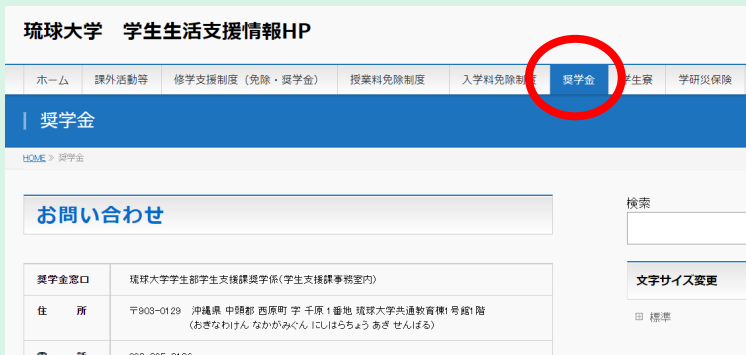 琉球大学　学生生活支援情報HP
ホーム　課外活動等　修学支援制度（免除・奨学金）　授業料免除制度　入学料免除制度　奨学金　学生寮　学研災保険
奨学金
HOME » 奨学金
お問い合わせ
検索
奨学金窓口　琉球大学学生部学生支援課奨学係(学生支援課事務室内)
文字サイズ変更
住　所　〒903-0129　沖縄県 中頭郡 西原町 字 千原 1 番地 琉球大学共通教育棟1 号館1 階
(おきなわけん なかがみぐん にしはらちょう あざ せんばる)
標準